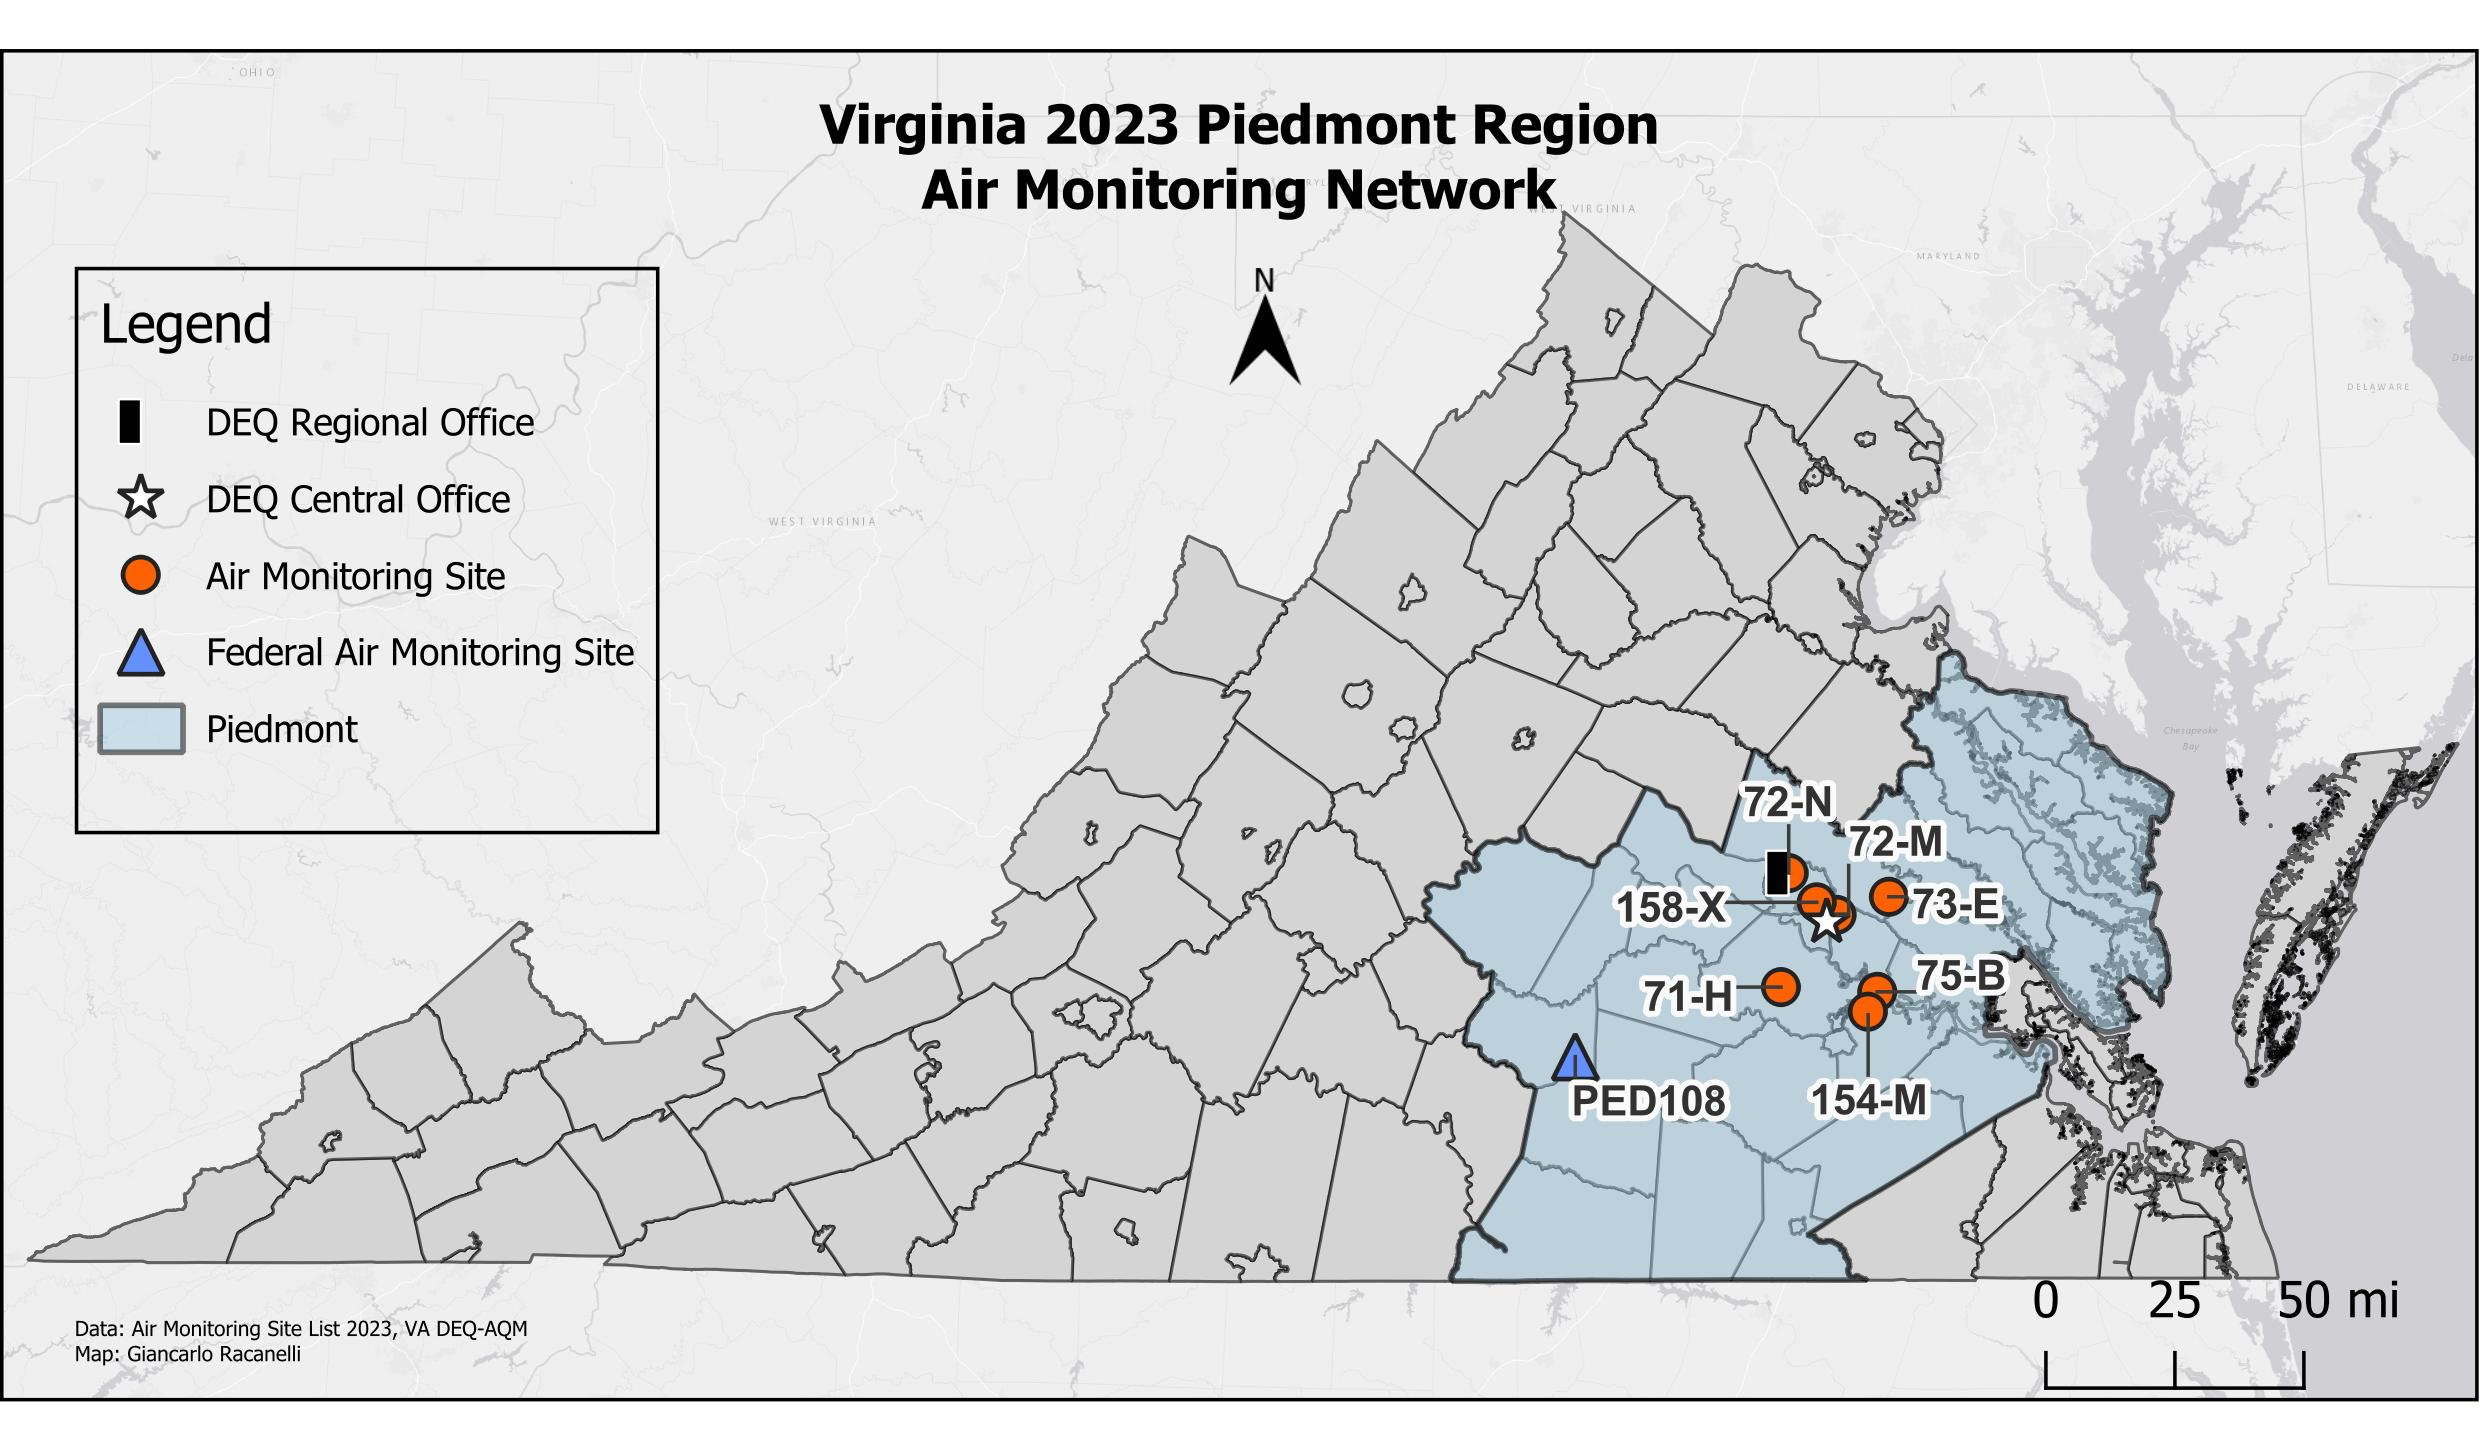 OHIO
Virginia 2023 Piedmont Region
Air Monitoring Network
WEST VIRGINIA
MARYLAND
N
Legend
DEQ Regional Office
DEQ Central Office
Air Monitoring Site
Federal Air Monitoring Site
Piedmont
WEST VIRGINIA
DELAWARE
Chesapeake
Bay
72-N
72-M
158-X
73-E
71-H
75-B
PED108
154-M
0 25 50 mi
Data: Air Monitoring Site List 2023, VA DEQ-AQM
Map: Giancarlo Racanelli